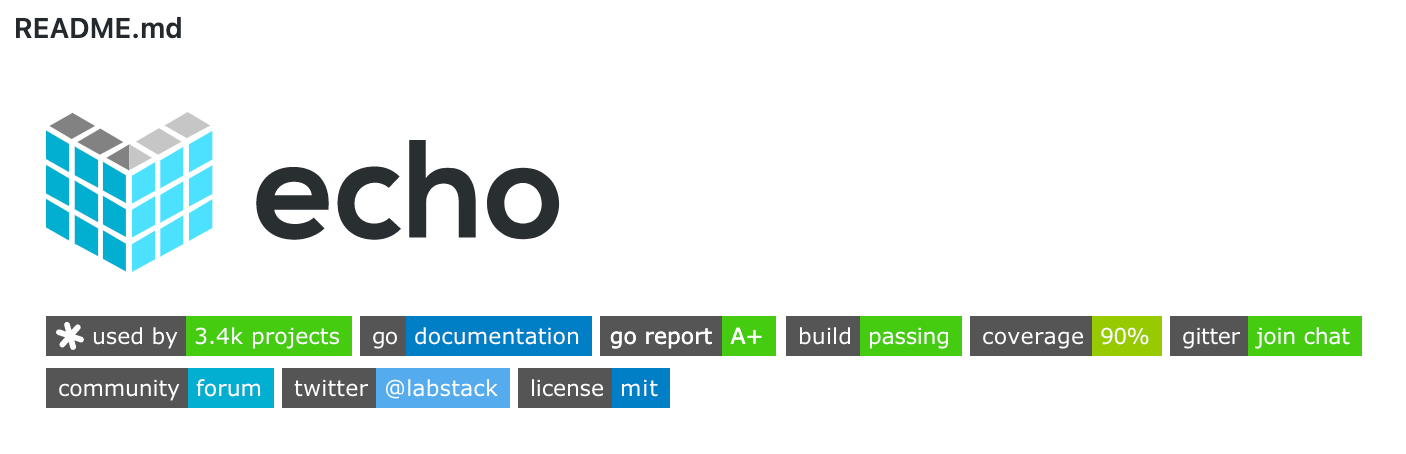 README.md
echo
used by 3.4k projects go documentation go report A+ build passing coverage 90% gitter join chat
community forum twitter @labstack license mit